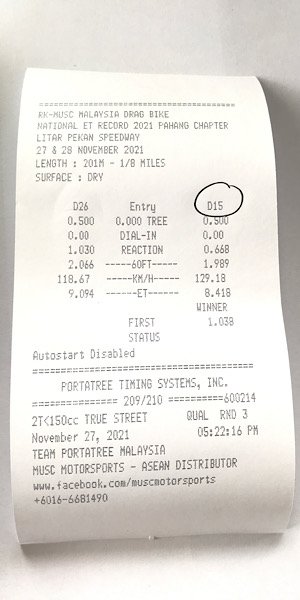 ====================================
RK-MUSC MALAYSIA DRAG BIKE
NATIONAL ET RECORD 2021 PAHANG CHAPTER
LITAR PEKAN SPEEDWAY
27 & 28 NOVEMBER 2021
LENGTH : 201M - 1/8 MILES
SURFACE : DRY
D26 Entry D15
0.500 0.000 TREE 0.500
0.00 DIAL-IN 0.00
1.030 REACTION 0.668
2.066 -----60FT----- 1.989
118.67 -----KM/H----- 129.18
9.094 ------ET------ 8.418
WINNER
FIRST 1.038
STATUS
Autostart Disabled
====================================
PORTATREE TIMING SYSTEMS, INC.
=============== 209/210 ==========600214
2T<150cc TRUE STREET QUAL RND 3
November 27, 2021 05:22:16 PM
TEAM PORTATREE MALAYSIA
MUSC MOTORSPORTS - ASEAN DISTRIBUTOR
www.facebook.com/muscmotorsports
+6016-6681490